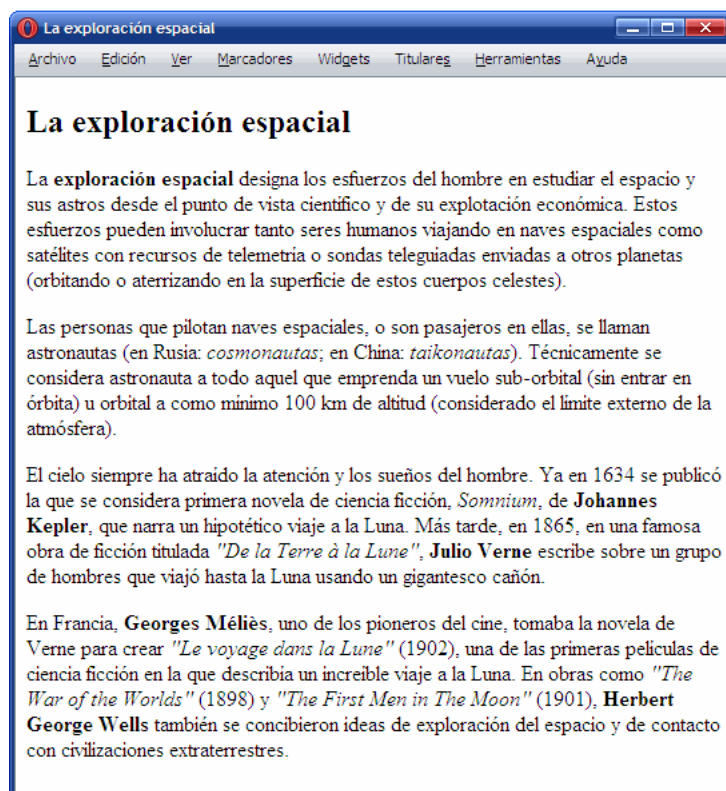 La exploración espacial
Archivo Edición Ver Marcadores Widgets Titulares Herramientas Ayuda
La exploración espacial
La exploración espacial designa los esfuerzos del hombre en estudiar el espacio y
sus astros desde el punto de vista científico y de su explotación económica. Estos
esfuerzos pueden involucrar tanto seres humanos viajando en naves espaciales como
satélites con recursos de telemetría o sondas teleguiadas enviadas a otros planetas
(orbitando o aterrizando en la superficie de estos cuerpos celestes).
Las personas que pilotan naves espaciales, o son pasajeros en ellas, se llaman
astronautas (en Rusia: cosmonautas; en China: taikonautas). Técnicamente se
considera astronauta a todo aquel que emprenda un vuelo sub-orbital (sin entrar en
órbita) u orbital a como mínimo 100 km de altitud (considerado el límite externo de la
atmósfera).
El cielo siempre ha atraído la atención y los sueños del hombre. Ya en 1634 se publicó
la que se considera primera novela de ciencia ficción, Somnium, de Johannes
Kepler, que narra un hipotético viaje a la Luna. Más tarde, en 1865, en una famosa
obra de ficción titulada "De la Terre à la Lune", Julio Verne escribe sobre un grupo
de hombres que viajó hasta la Luna usando un gigantesco cañón.
En Francia, Georges Méliès, uno de los pioneros del cine, tomaba la novela de
Verne para crear "Le voyage dans la Lune" (1902), una de las primeras películas de
ciencia ficción en la que describía un increíble viaje a la Luna. En obras como "The
War of the Worlds" (1898) y "The First Men in The Moon" (1901), Herbert
George Wells también se concibieron ideas de exploración del espacio y de contacto
con civilizaciones extraterrestres.